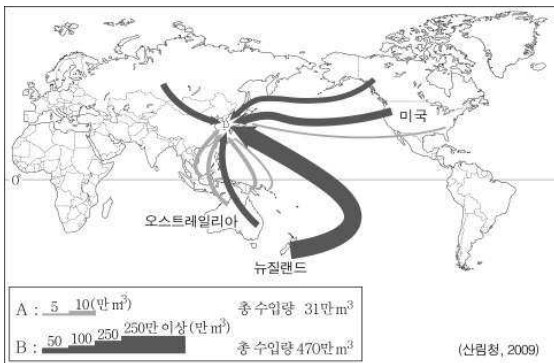 미국
0°
오스트레일리아
뉴질랜드
A : 5 10(만 m³) 총 수입량 31만 m³
B : 50 100 250 250만 이상(만 m³) 총 수입량 470만 m³
(산림청, 2009)